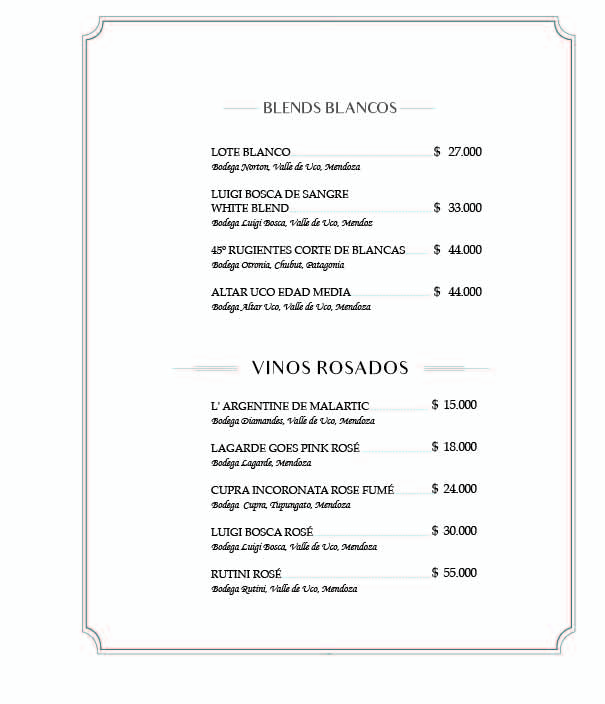 BLENDS BLANCOS
LOTE BLANCO $ 27.000
Bodega Norton, Valle de Uco, Mendoza
LUIGI BOSCA DE SANGRE
WHITE BLEND $ 33.000
Bodega Luigi Bosca, Valle de Uco, Mendoz
45º RUGIENTES CORTE DE BLANCAS $ 44.000
Bodega Otronia, Chubut, Patagonia
ALTAR UCO EDAD MEDIA $ 44.000
Bodega Altar Uco, Valle de Uco, Mendoza
VINOS ROSADOS
L' ARGENTINE DE MALARTIC $ 15.000
Bodega Diamandes, Valle de Uco, Mendoza
LAGARDE GOES PINK ROSÉ $ 18.000
Bodega Lagarde, Mendoza
CUPRA INCORONATA ROSE FUMÉ $ 24.000
Bodega Cupra, Tupungato, Mendoza
LUIGI BOSCA ROSÉ $ 30.000
Bodega Luigi Bosca, Valle de Uco, Mendoza
RUTINI ROSÉ $ 55.000
Bodega Rutini, Valle de Uco, Mendoza